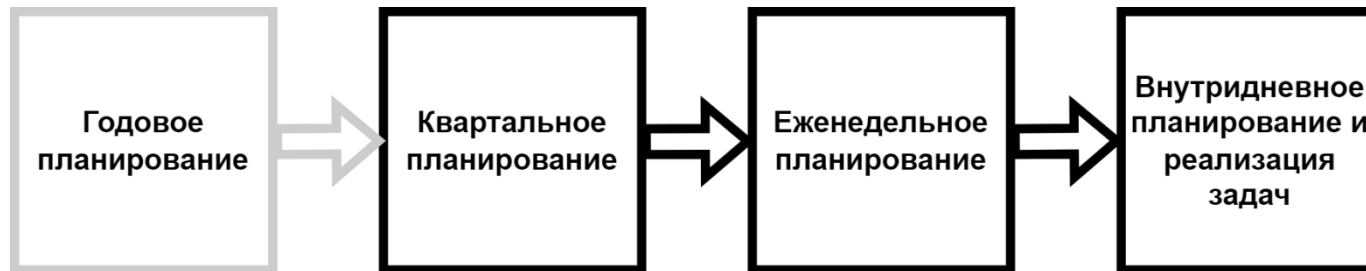 Годовое
планирование
Квартальное
планирование
Еженедельное
планирование
Внутридневное
планирование и
реализация
задач